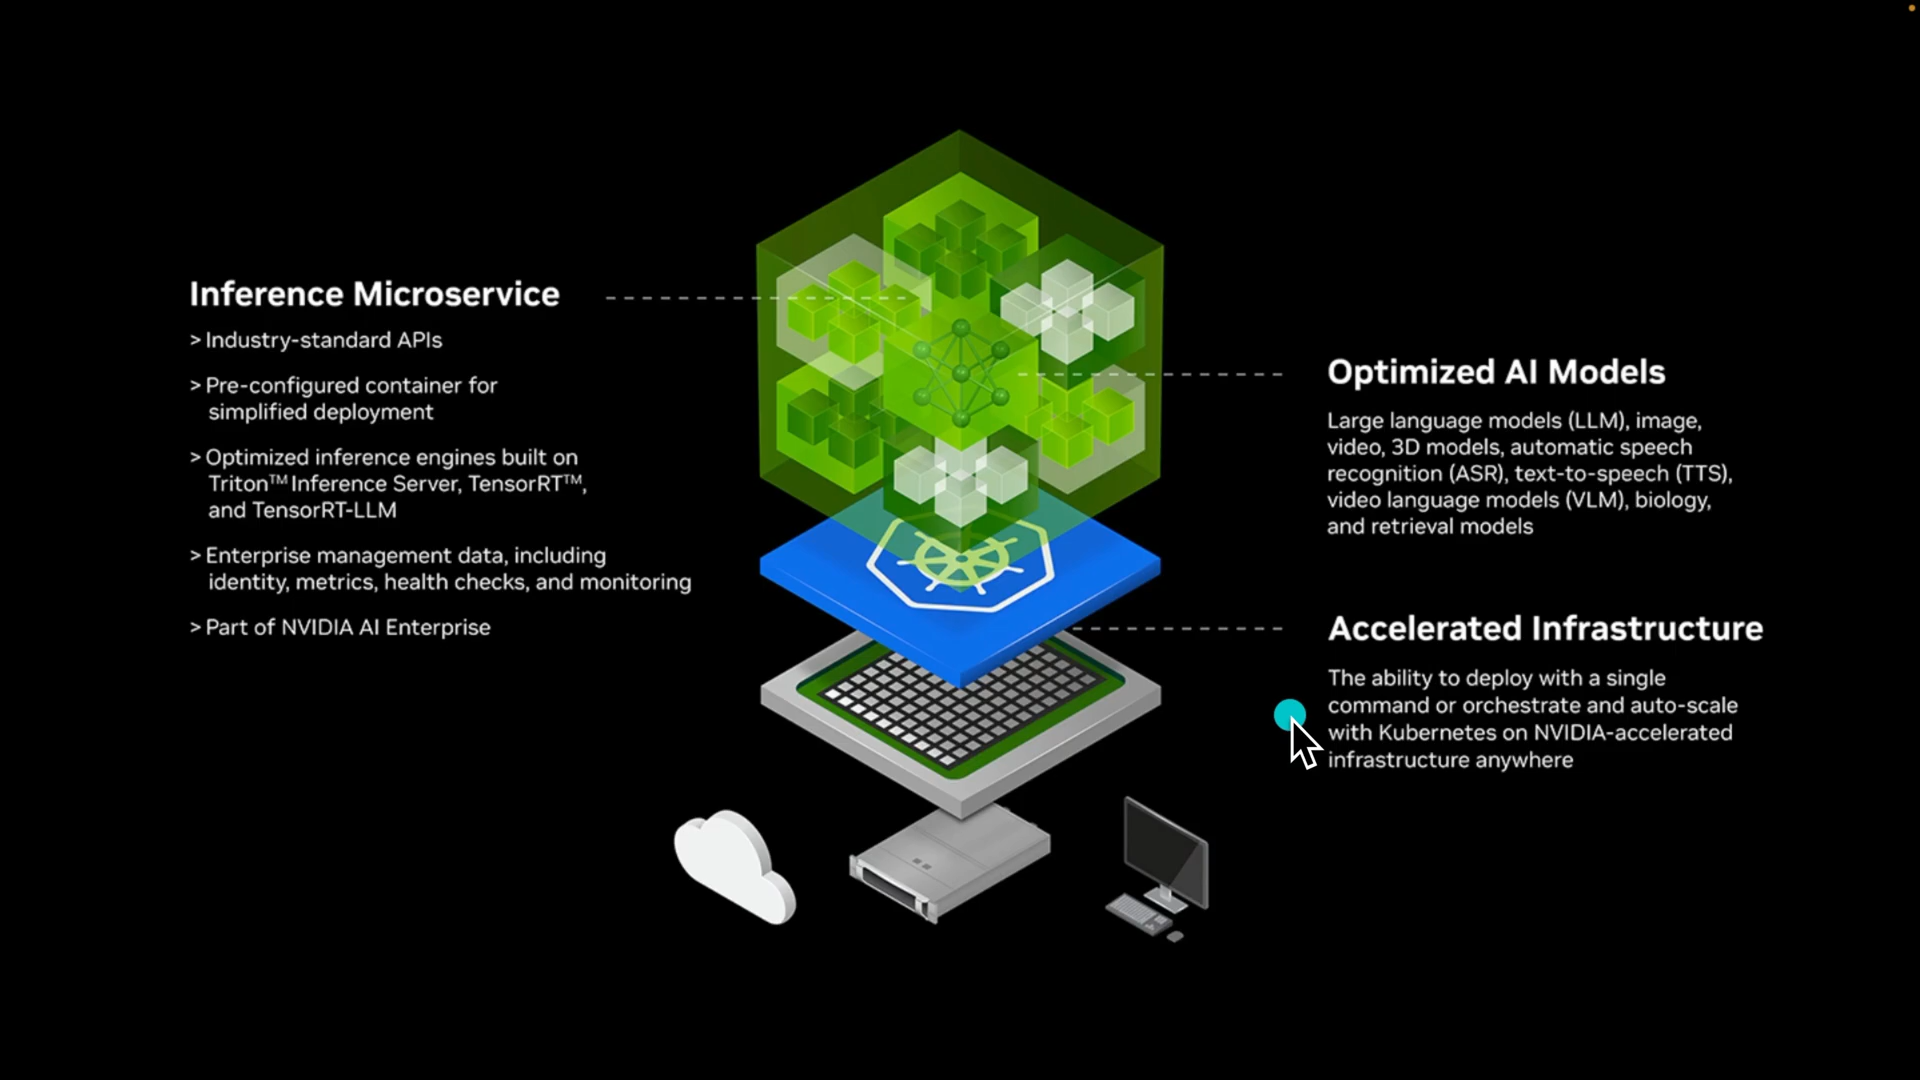 Inference Microservice
> Industry-standard APIs
> Pre-configured container for
simplified deployment
> Optimized inference engines built on
Triton™ Inference Server, TensorRT™,
and TensorRT-LLM
> Enterprise management data, including
identity, metrics, health checks, and monitoring
> Part of NVIDIA AI Enterprise
Optimized AI Models
Large language models (LLM), image,
video, 3D models, automatic speech
recognition (ASR), text-to-speech (TTS),
video language models (VLM), biology,
and retrieval models
Accelerated Infrastructure
The ability to deploy with a single
command or orchestrate and auto-scale
with Kubernetes on NVIDIA-accelerated
infrastructure anywhere